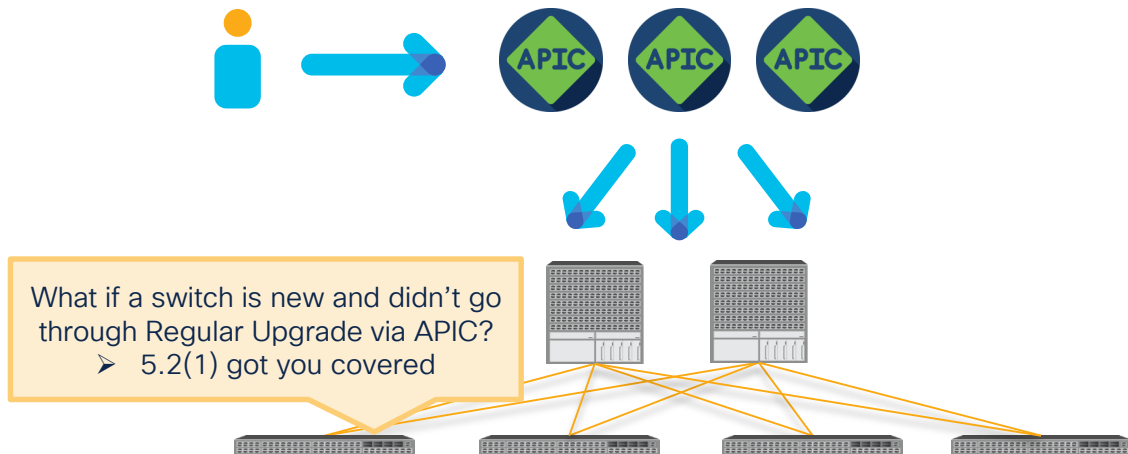 APIC APIC APIC
What if a switch is new and didn't go
through Regular Upgrade via APIC?
➢ 5.2(1) got you covered